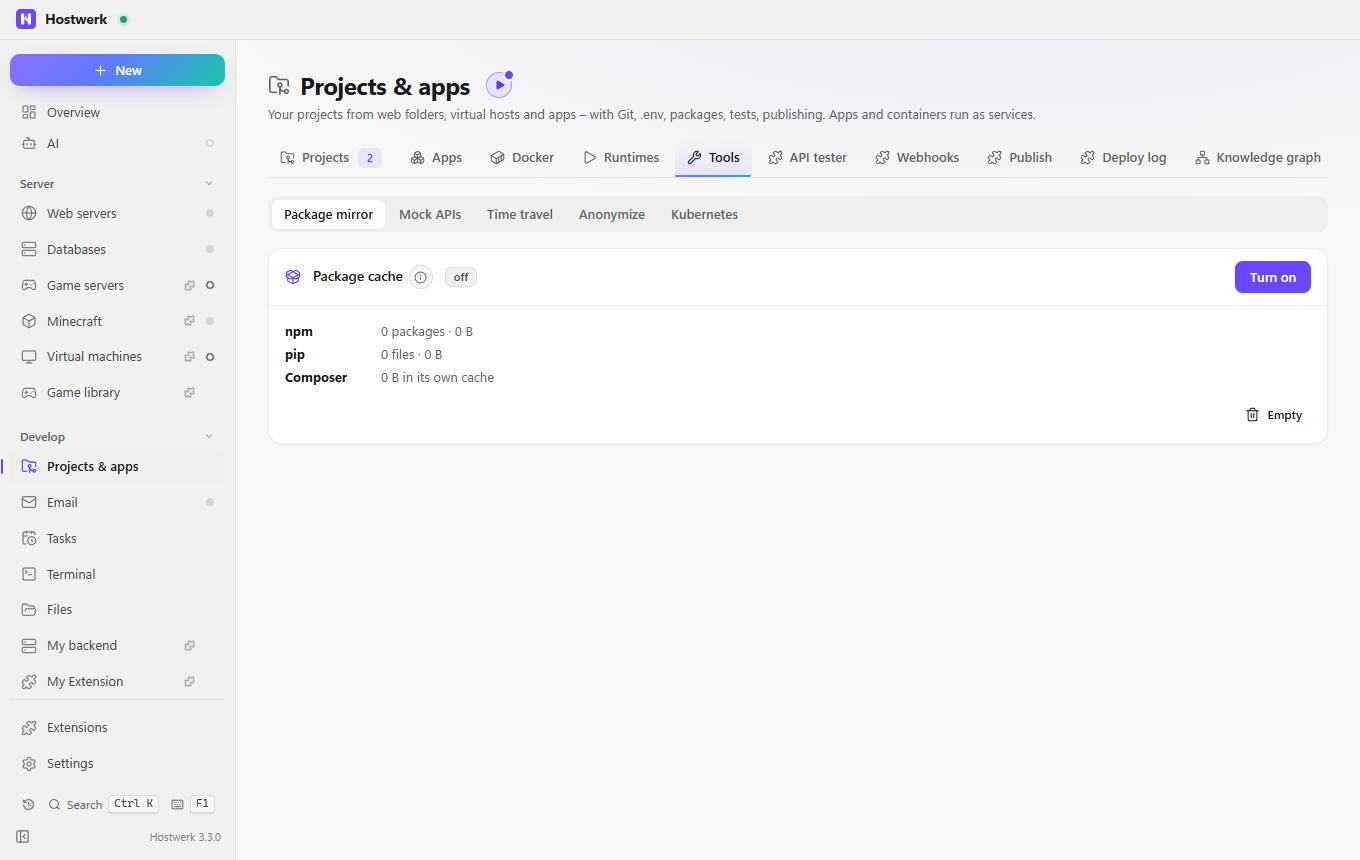 Hostwerk
New
Overview
AI
Server
Web servers
Databases
Game servers
Minecraft
Virtual machines
Game library
Develop
Projects & apps
Email
Tasks
Terminal
Files
My backend
My Extension
Extensions
Settings
Search Ctrl K F1
Hostwerk 3.3.0
Projects & apps
Your projects from web folders, virtual hosts and apps – with Git, .env, packages, tests, publishing. Apps and containers run as services.
Projects 2 Apps Docker Runtimes Tools API tester Webhooks Publish Deploy log Knowledge graph
Package mirror Mock APIs Time travel Anonymize Kubernetes
Package cache off Turn on
npm 0 packages · 0 B
pip 0 files · 0 B
Composer 0 B in its own cache
Empty